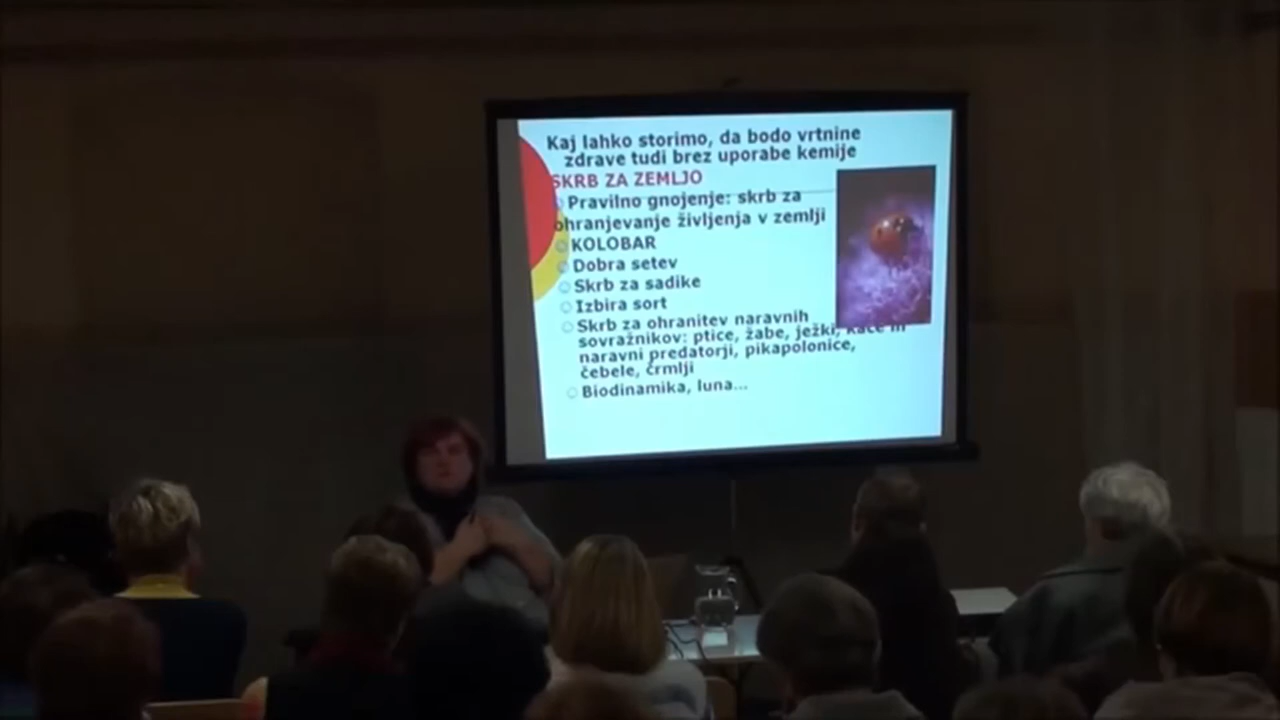 Kaj lahko storimo, da bodo vrtnine
zdrave tudi brez uporabe kemije
SKRB ZA ZEMLJO
Pravilno gnojenje: skrb za
ohranjevanje življenja v zemlji
KOLOBAR
Dobra setev
Skrb za sadike
Izbira sort
Skrb za ohranitev naravnih
sovražnikov: ptice, žabe, ježki, kače in
naravni predatorji, pikapolonice,
čebele, črmlji
Biodinamika, luna...